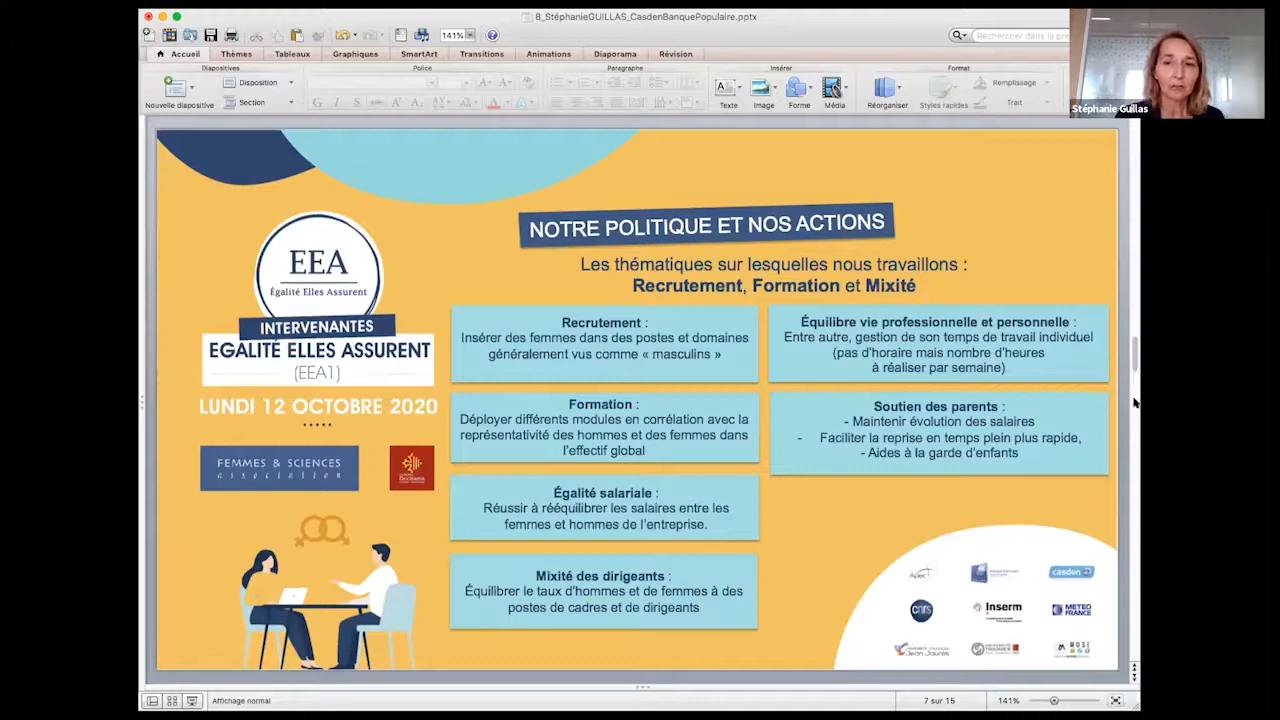 8_StéphanieGUILLAS_CasdenBanquePopulaire.pptx
141%
Rechercher dans la pré
Accueil
Thèmes
Tableaux
Graphiques
SmartArt
Transitions
Animations
Diaporama
Révision
Diapositives
Police
Paragraphe
Insérer
Format
Nouvelle diapositive
Disposition
Section
Texte
Image
Forme
Média
Réorganiser
Styles rapides
Remplissage
Trait
Stéphanie Guillas
EEA
Égalité Elles Assurent
INTERVENANTES
EGALITÉ ELLES ASSURENT
(EEA1)
LUNDI 12 OCTOBRE 2020
FEMMES & SCIENCES
association
Occitanie
NOTRE POLITIQUE ET NOS ACTIONS
Les thématiques sur lesquelles nous travaillons :
Recrutement, Formation et Mixité
Recrutement :
Insérer des femmes dans des postes et domaines
généralement vus comme « masculins »
Formation :
Déployer différents modules en corrélation avec la
représentativité des hommes et des femmes dans
l'effectif global
Égalité salariale :
Réussir à rééquilibrer les salaires entre les
femmes et hommes de l'entreprise.
Mixité des dirigeants :
Équilibrer le taux d'hommes et de femmes à des
postes de cadres et de dirigeants
Équilibre vie professionnelle et personnelle :
Entre autre, gestion de son temps de travail individuel
(pas d'horaire mais nombre d'heures
à réaliser par semaine)
Soutien des parents :
- Maintenir évolution des salaires
- Faciliter la reprise en temps plein plus rapide,
- Aides à la garde d'enfants
Apec
casden
cnrs
Inserm
METEO
FRANCE
Jean Jaurès
MUSE
Affichage normal
7 sur 15
141%